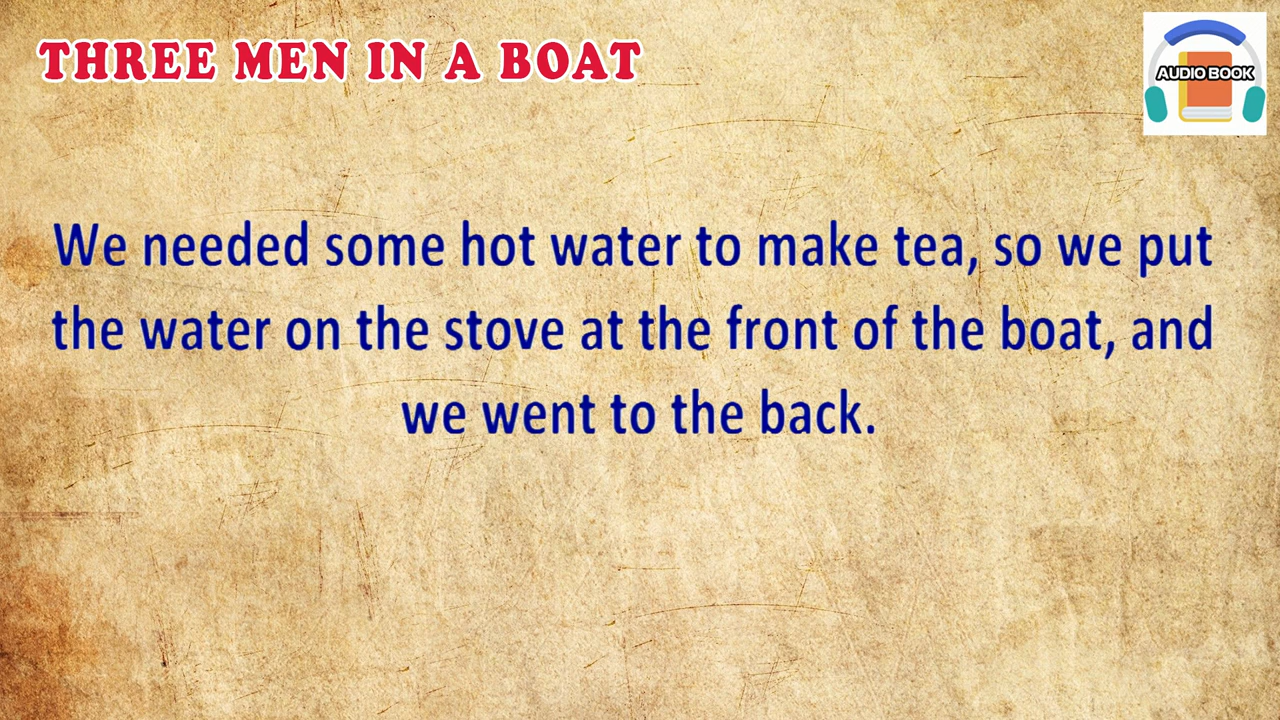 THREE MEN IN A BOAT
AUDIO BOOK
We needed some hot water to make tea, so we put
the water on the stove at the front of the boat, and
we went to the back.